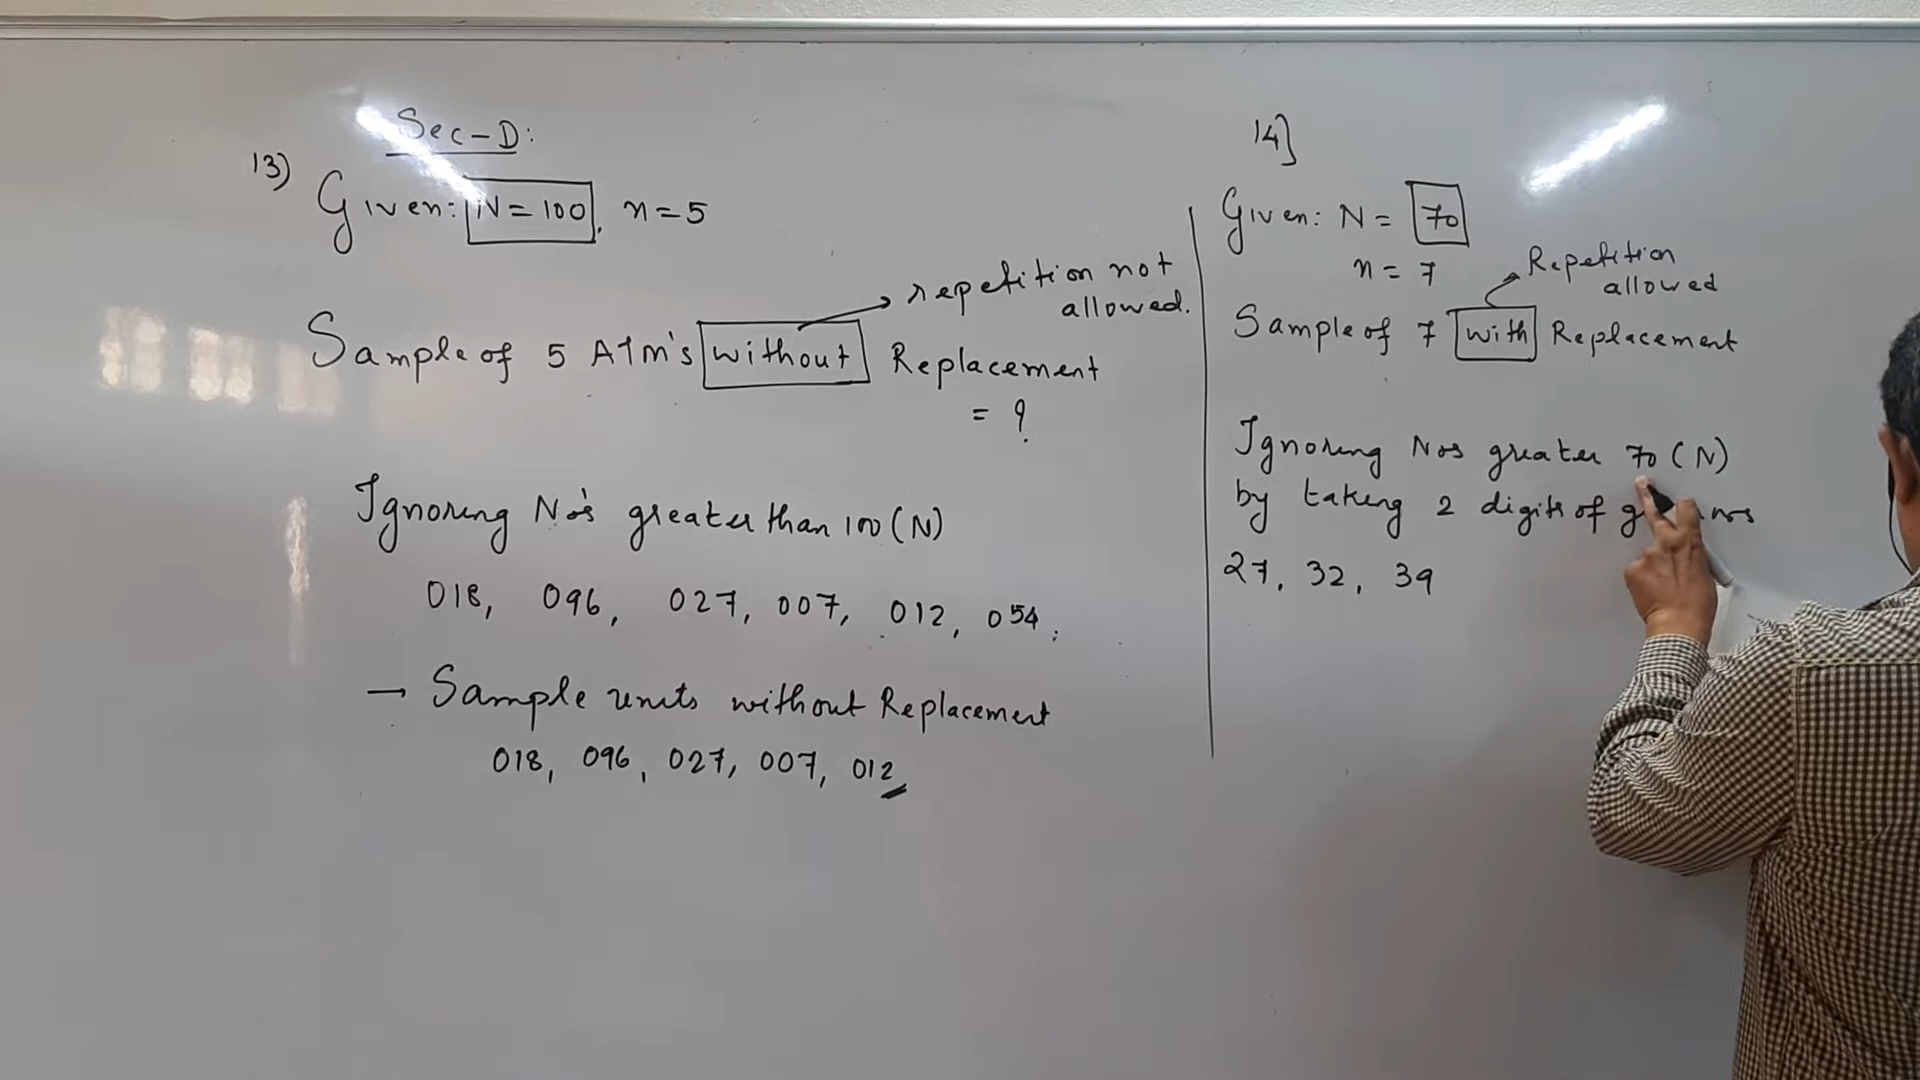 Sec-D:
13)
Given: N=100, n=5
Sample of 5 ATM's without Replacement
repetition not
allowed.
= ?
Ignoring No's greater than 100 (N)
018, 096, 027, 007, 012, 054.
→ Sample units without Replacement
018, 096, 027, 007, 012
14]
Given: N = 70
n = 7
Repetition
allowed
Sample of 7 with Replacement
Ignoring Nos greater 70 (N)
by taking 2 digits of nos
27, 32, 39